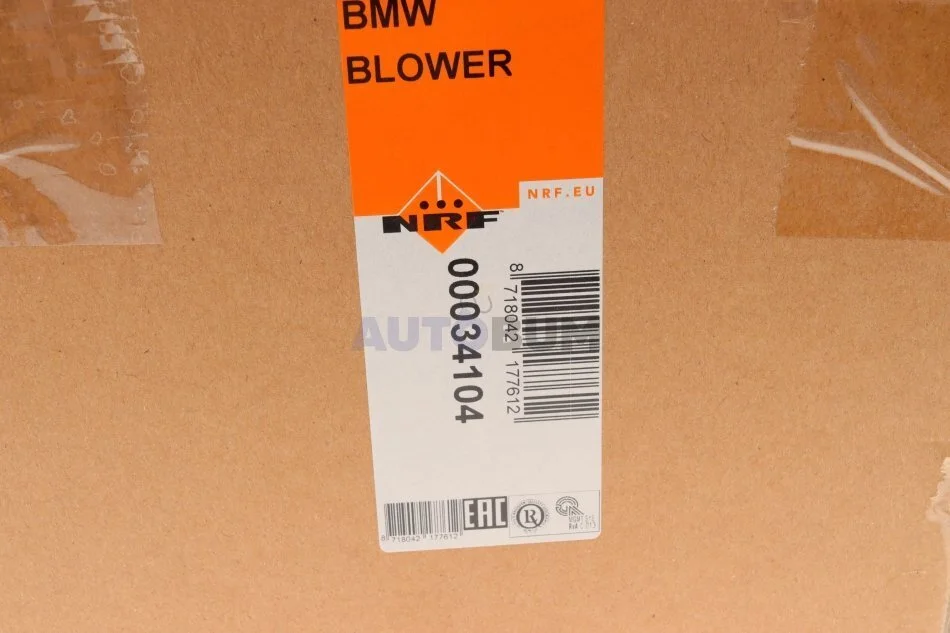 BMW
BLOWER
NRF.EU
NRF
00034104
8 718042 177612
AUTOBUM
8 718042 177612
EAC
R